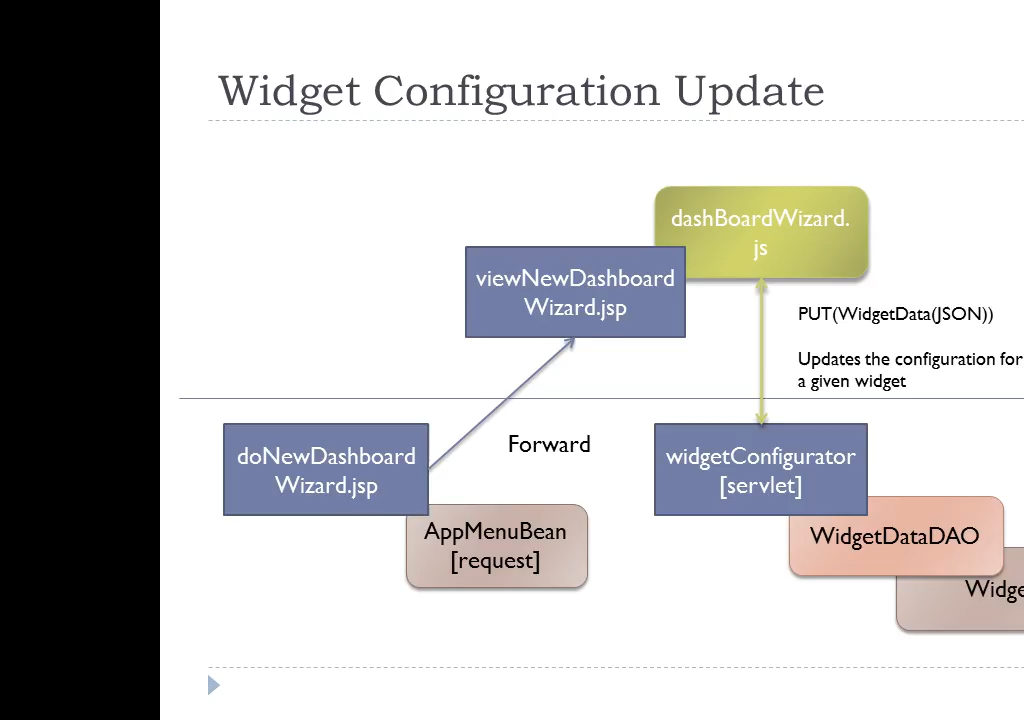 Widget Configuration Update
dashBoardWizard.
js
viewNewDashboard
Wizard.jsp
PUT(WidgetData(JSON))
Updates the configuration for
a given widget
Forward
doNewDashboard
Wizard.jsp
widgetConfigurator
[servlet]
AppMenuBean
[request]
WidgetDataDAO